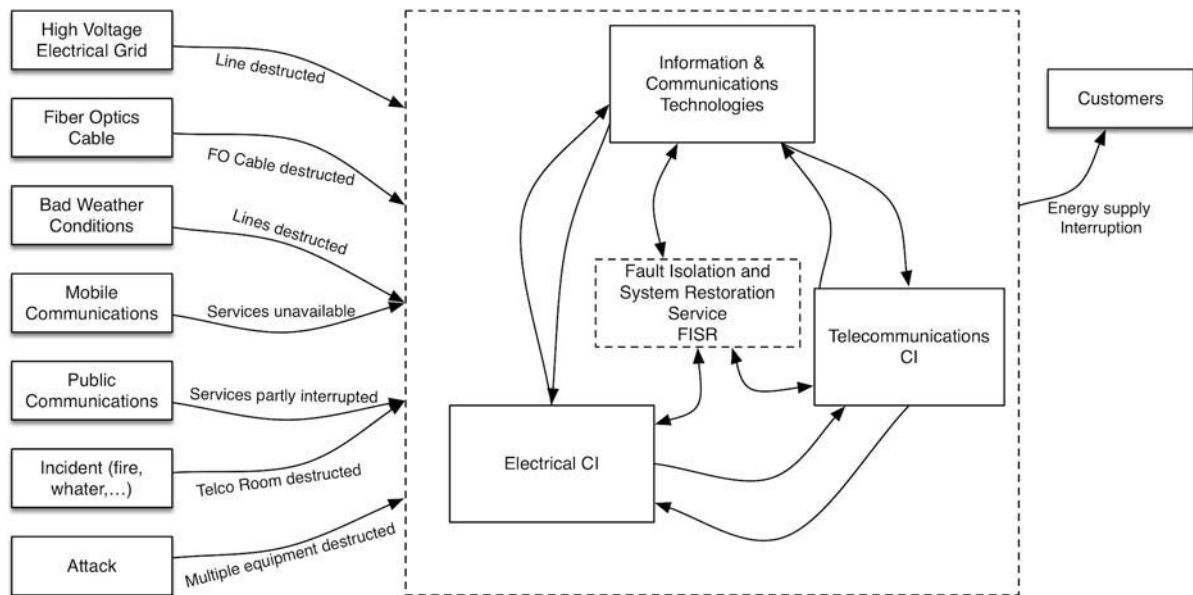 High Voltage
Electrical Grid
Line destructed
Fiber Optics
Cable
FO Cable destructed
Bad Weather
Conditions
Lines destructed
Mobile
Communications
Services unavailable
Public
Communications
Services partly interrupted
Incident (fire,
whater,...)
Telco Room destructed
Attack
Multiple equipment destructed
Information &
Communications
Technologies
Fault Isolation and
System Restoration
Service
FISR
Telecommunications
CI
Electrical CI
Customers
Energy supply
Interruption